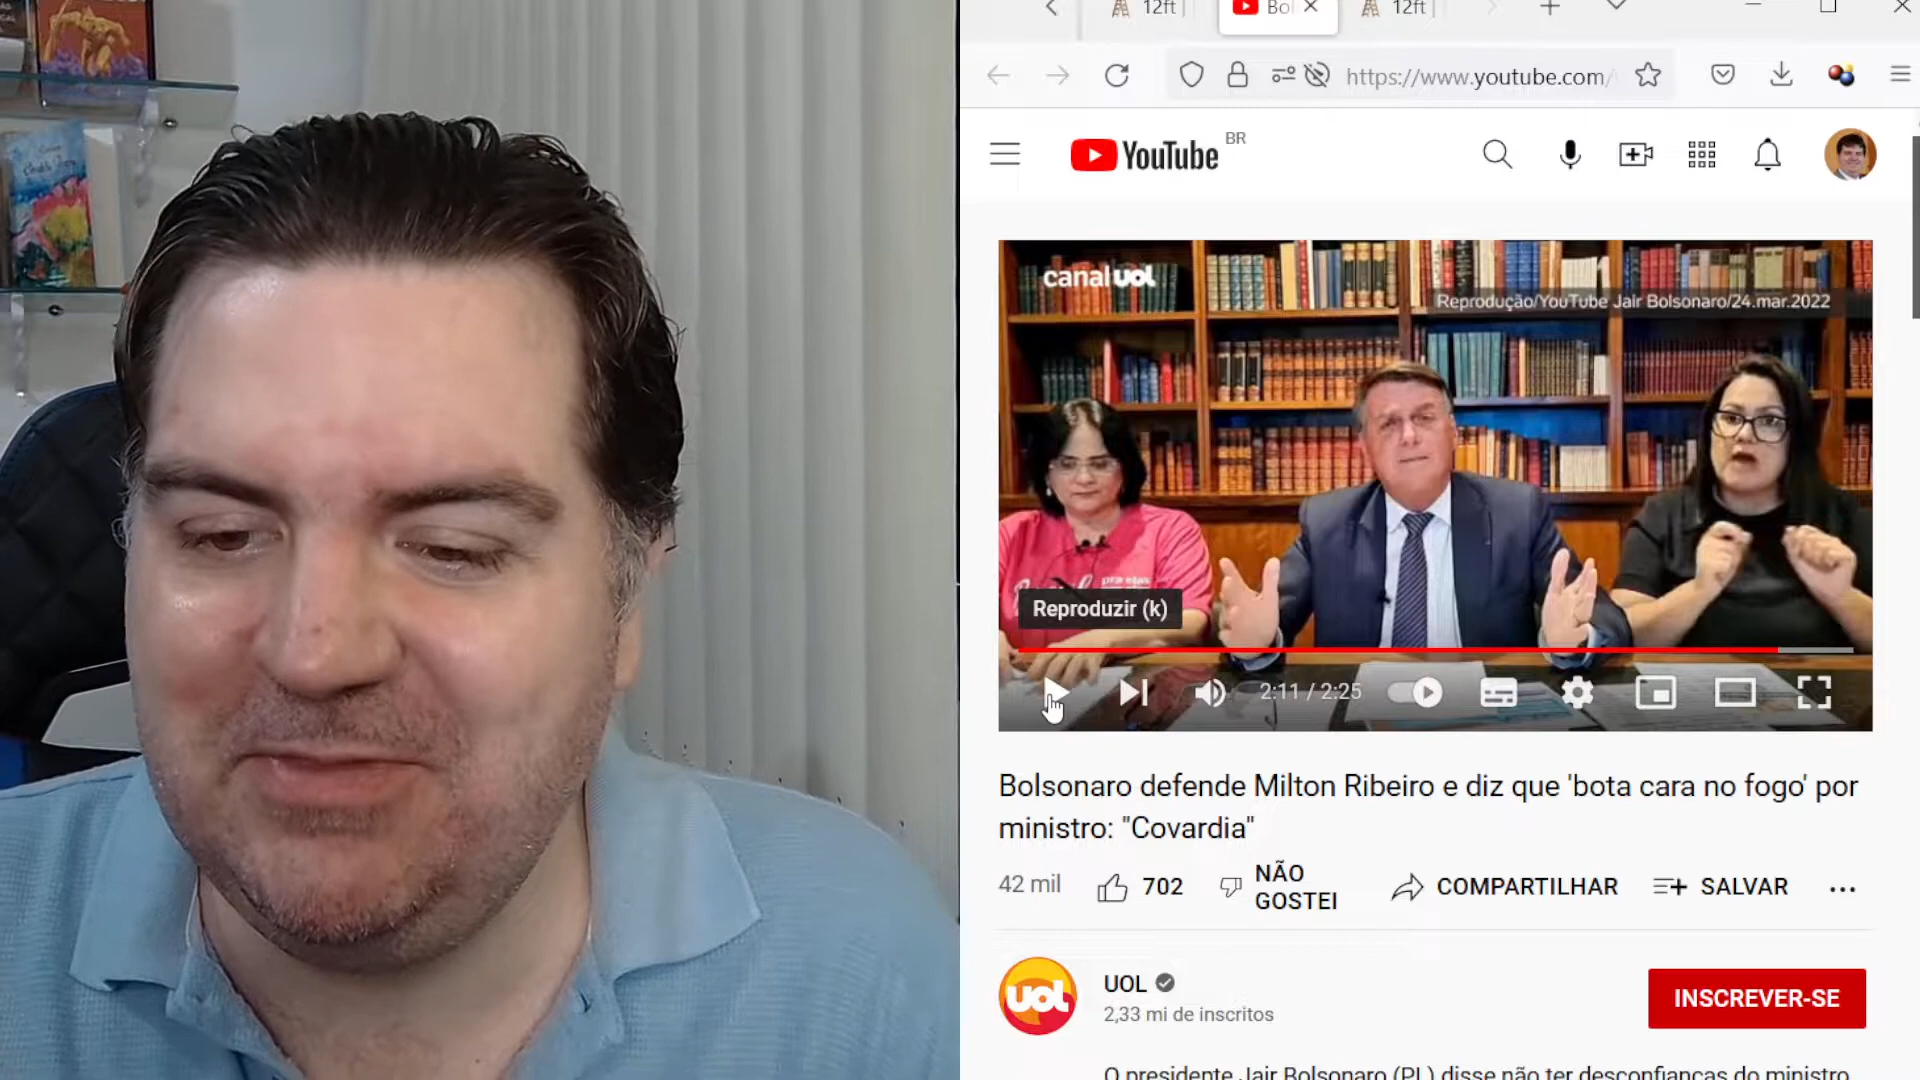 12ft
Bol
12ft
https://www.youtube.com/
YouTube BR
canal uol
Reprodução/YouTube Jair Bolsonaro/24.mar.2022
pra elas
Reproduzir (k)
2:11 / 2:25
Bolsonaro defende Milton Ribeiro e diz que 'bota cara no fogo' por
ministro: "Covardia"
42 mil
702
NÃO
GOSTEI
COMPARTILHAR
SALVAR
uol
UOL
2,33 mi de inscritos
INSCREVER-SE
O presidente Jair Bolsonaro (PL) disse não ter desconfianças do ministro